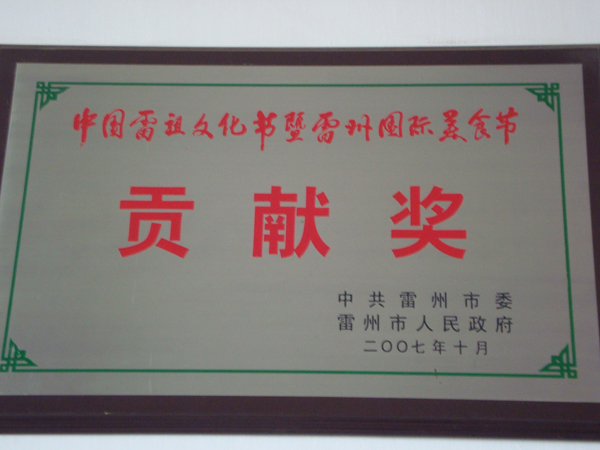 中国雷祖文化节暨雷州国际美食节
贡献奖
中共雷州市委
雷州市人民政府
二〇〇七年十月